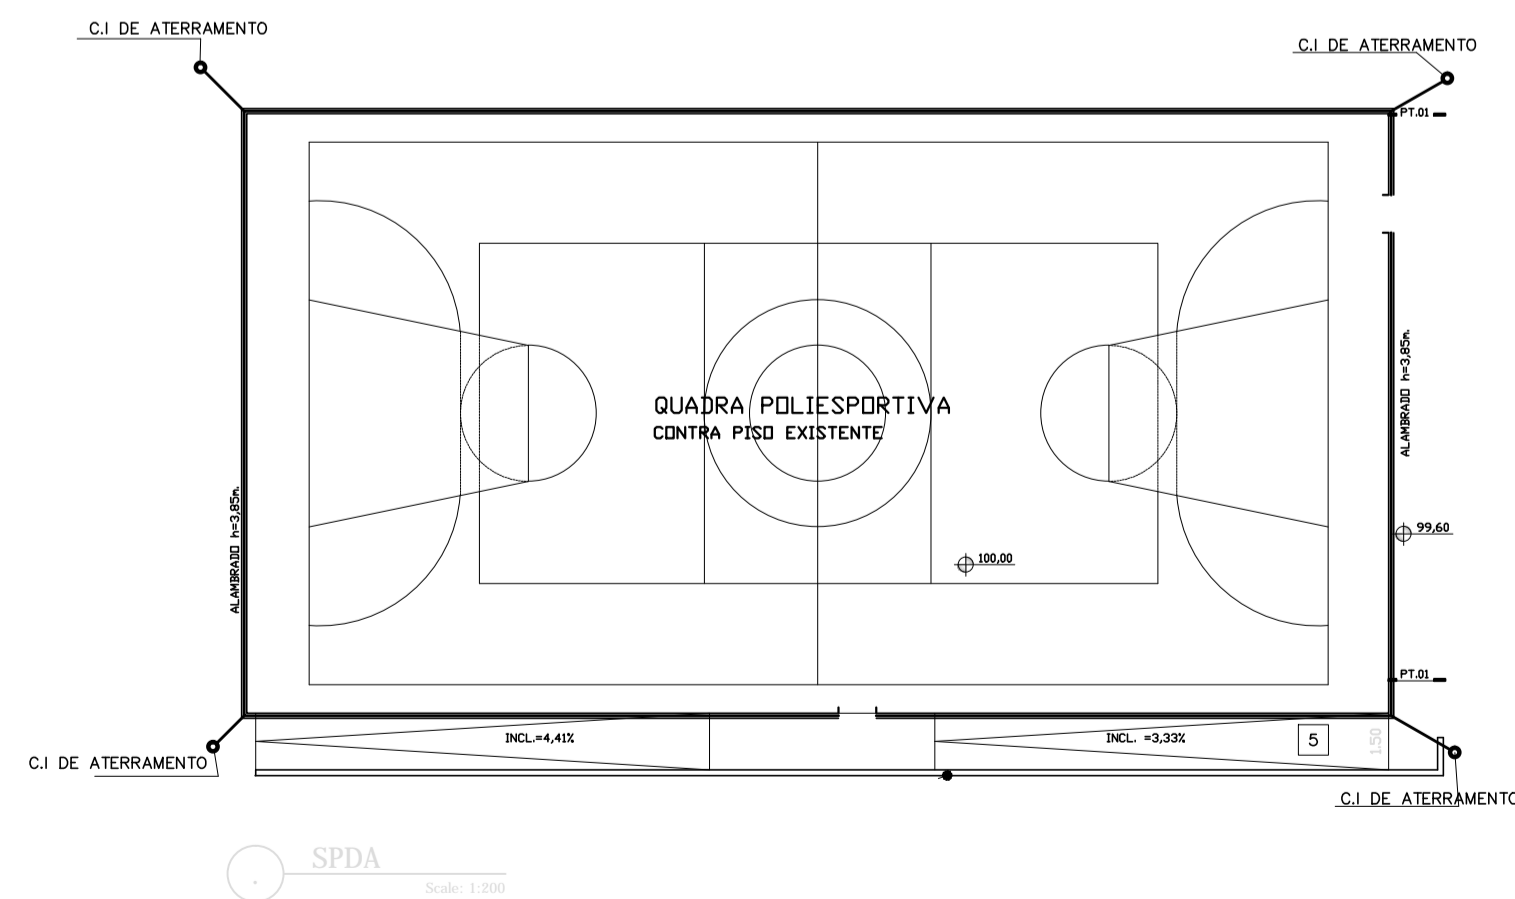 C.I DE ATERRAMENTO
C.I DE ATERRAMENTO
PT.01
QUADRA POLIESPORTIVA
CONTRA PISO EXISTENTE
ALAMBRADO h=3,85m.
ALAMBRADO h=3,85m.
99,60
100,00
PT.01
INCL.=4,41%
INCL. =3,33%
5
1.50
C.I DE ATERRAMENTO
C.I DE ATERRAMENTO
SPDA
Scale: 1:200